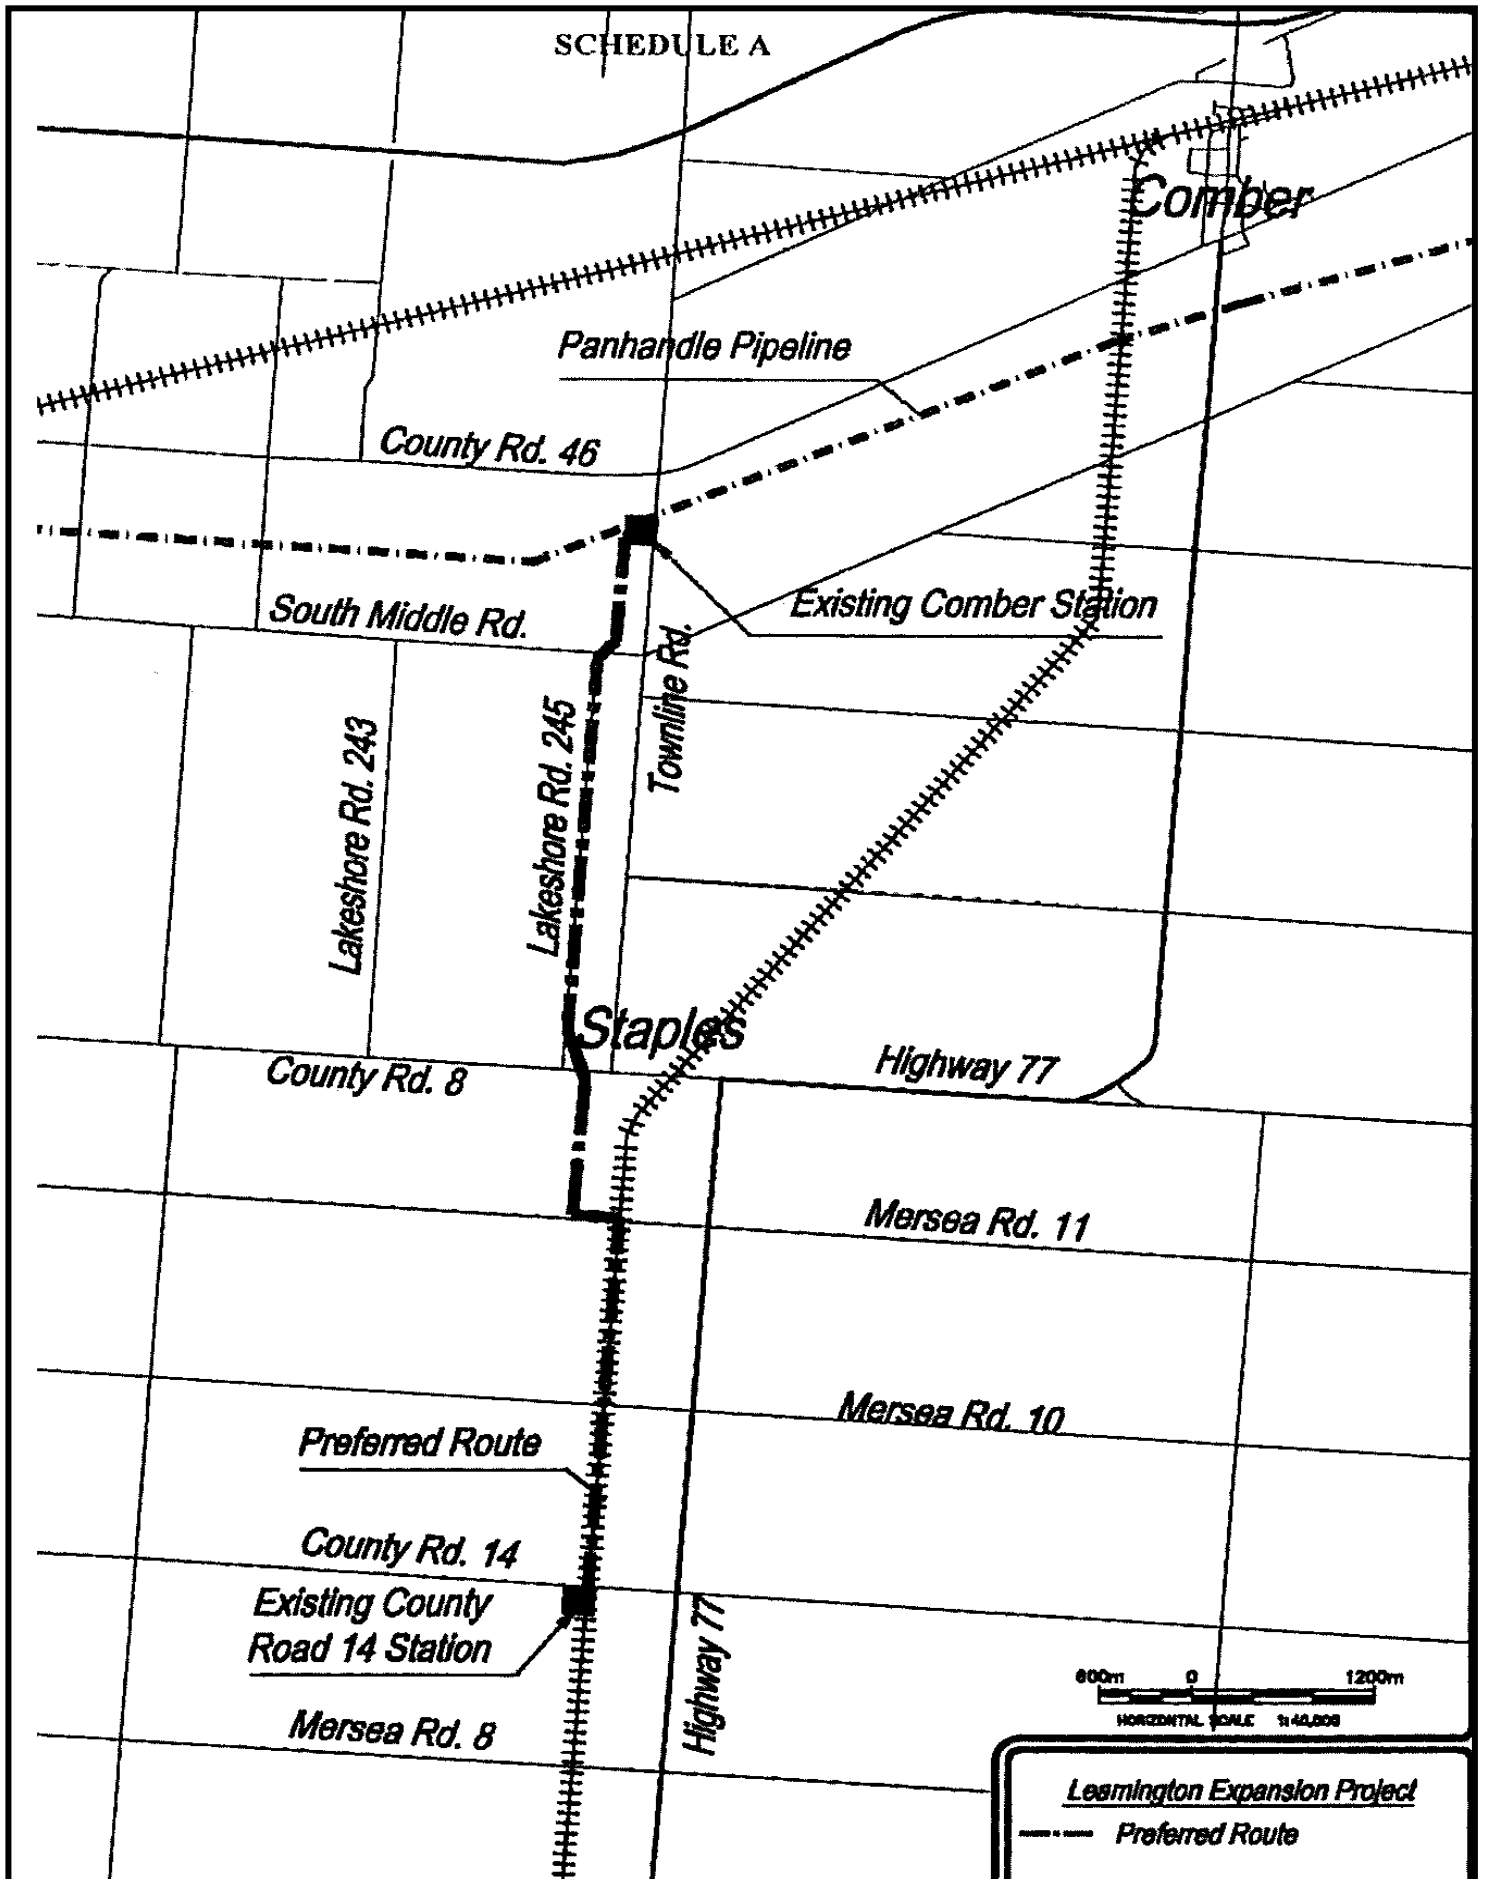 SCHEDULE A
Comber
Panhandle Pipeline
County Rd. 46
Existing Comber Station
South Middle Rd.
Townline Rd.
Lakeshore Rd. 245
Lakeshore Rd. 243
Staples
Highway 77
County Rd. 8
Mersea Rd. 11
Mersea Rd. 10
Preferred Route
County Rd. 14
Existing County
Road 14 Station
Highway 77
Mersea Rd. 8
600m 0 1200m
HORIZONTAL SCALE 1:40,000
Leamington Expansion Project
Preferred Route